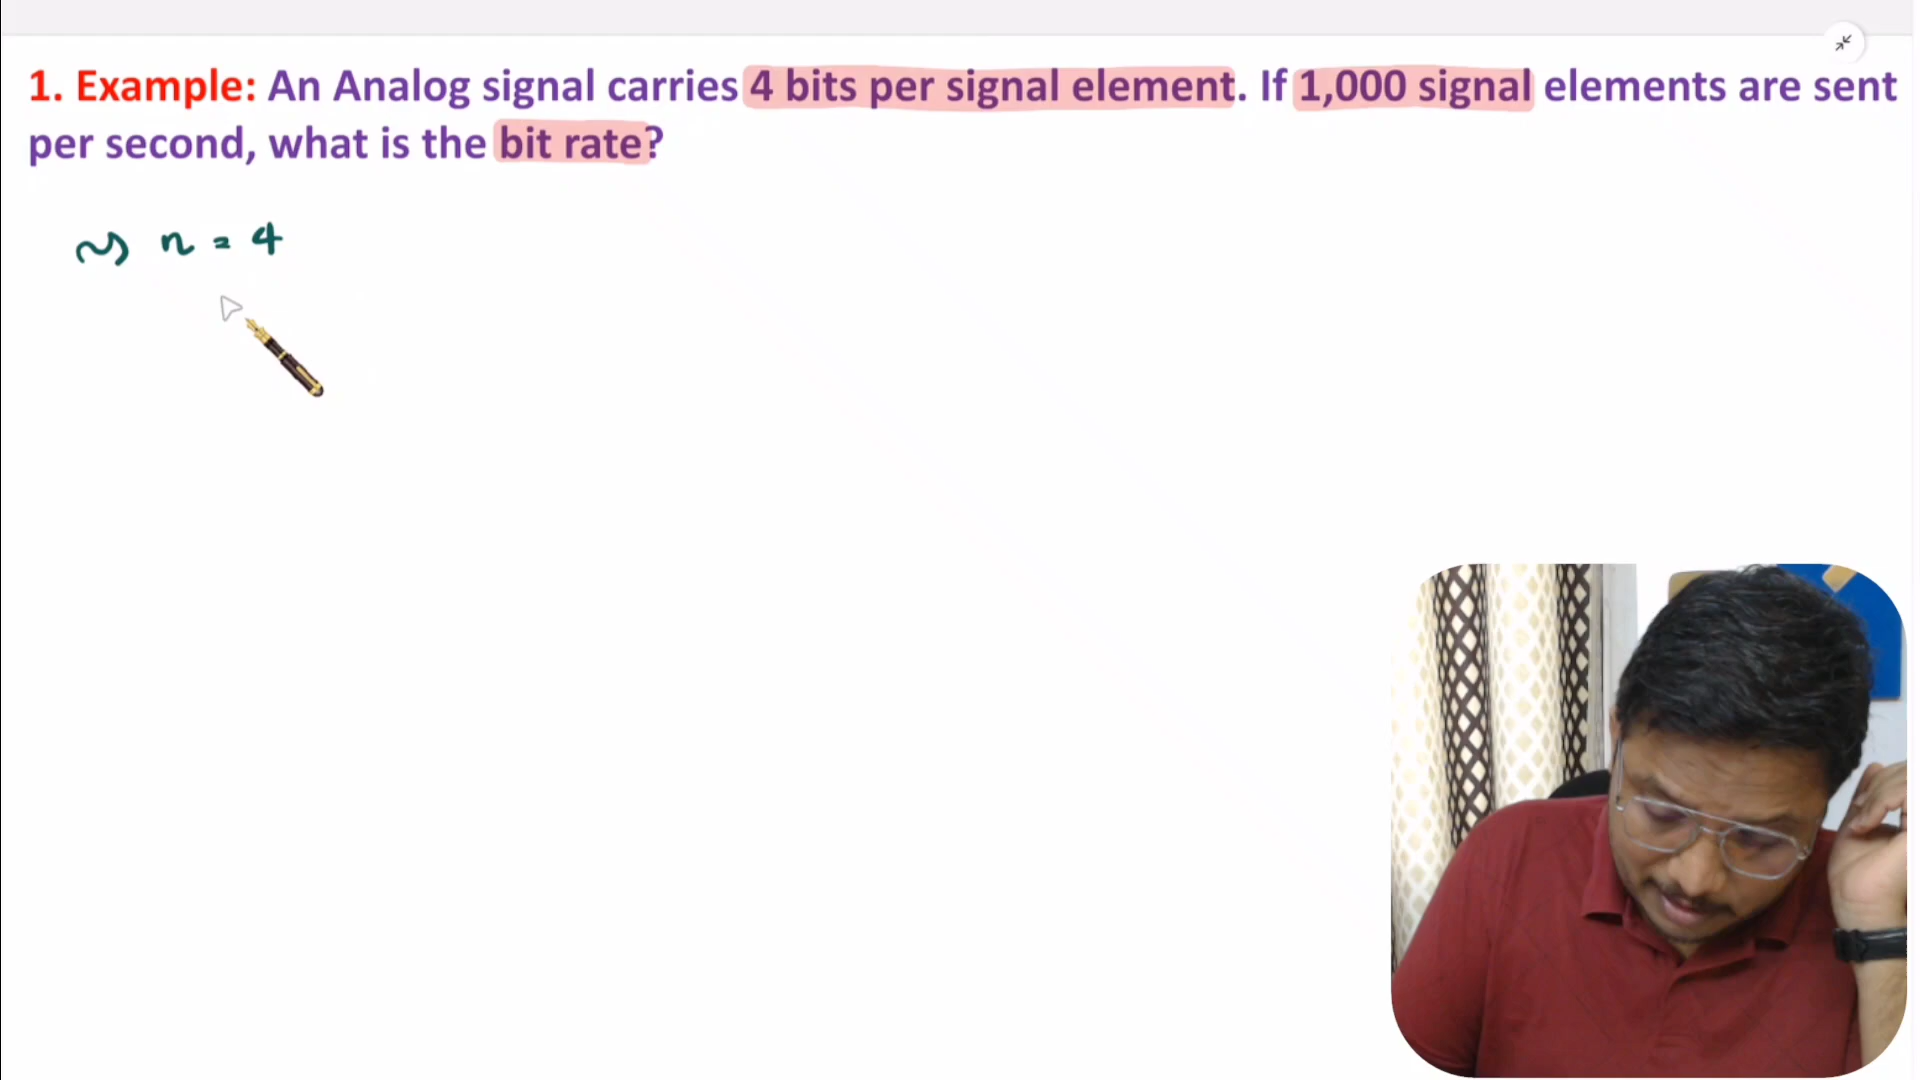 1. Example: An Analog signal carries 4 bits per signal element. If 1,000 signal elements are sent
per second, what is the bit rate?
n = 4